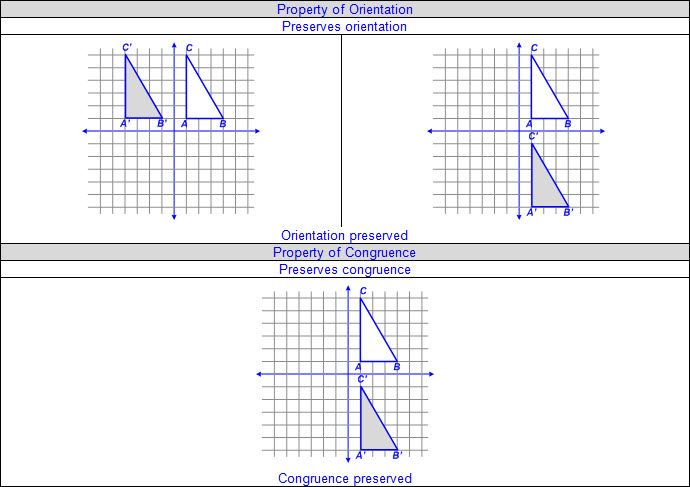 Property of Orientation
Preserves orientation
C' C
A' B' A B
C
A B
C'
A' B'
Orientation preserved
Property of Congruence
Preserves congruence
C
A B
C'
A' B'
Congruence preserved